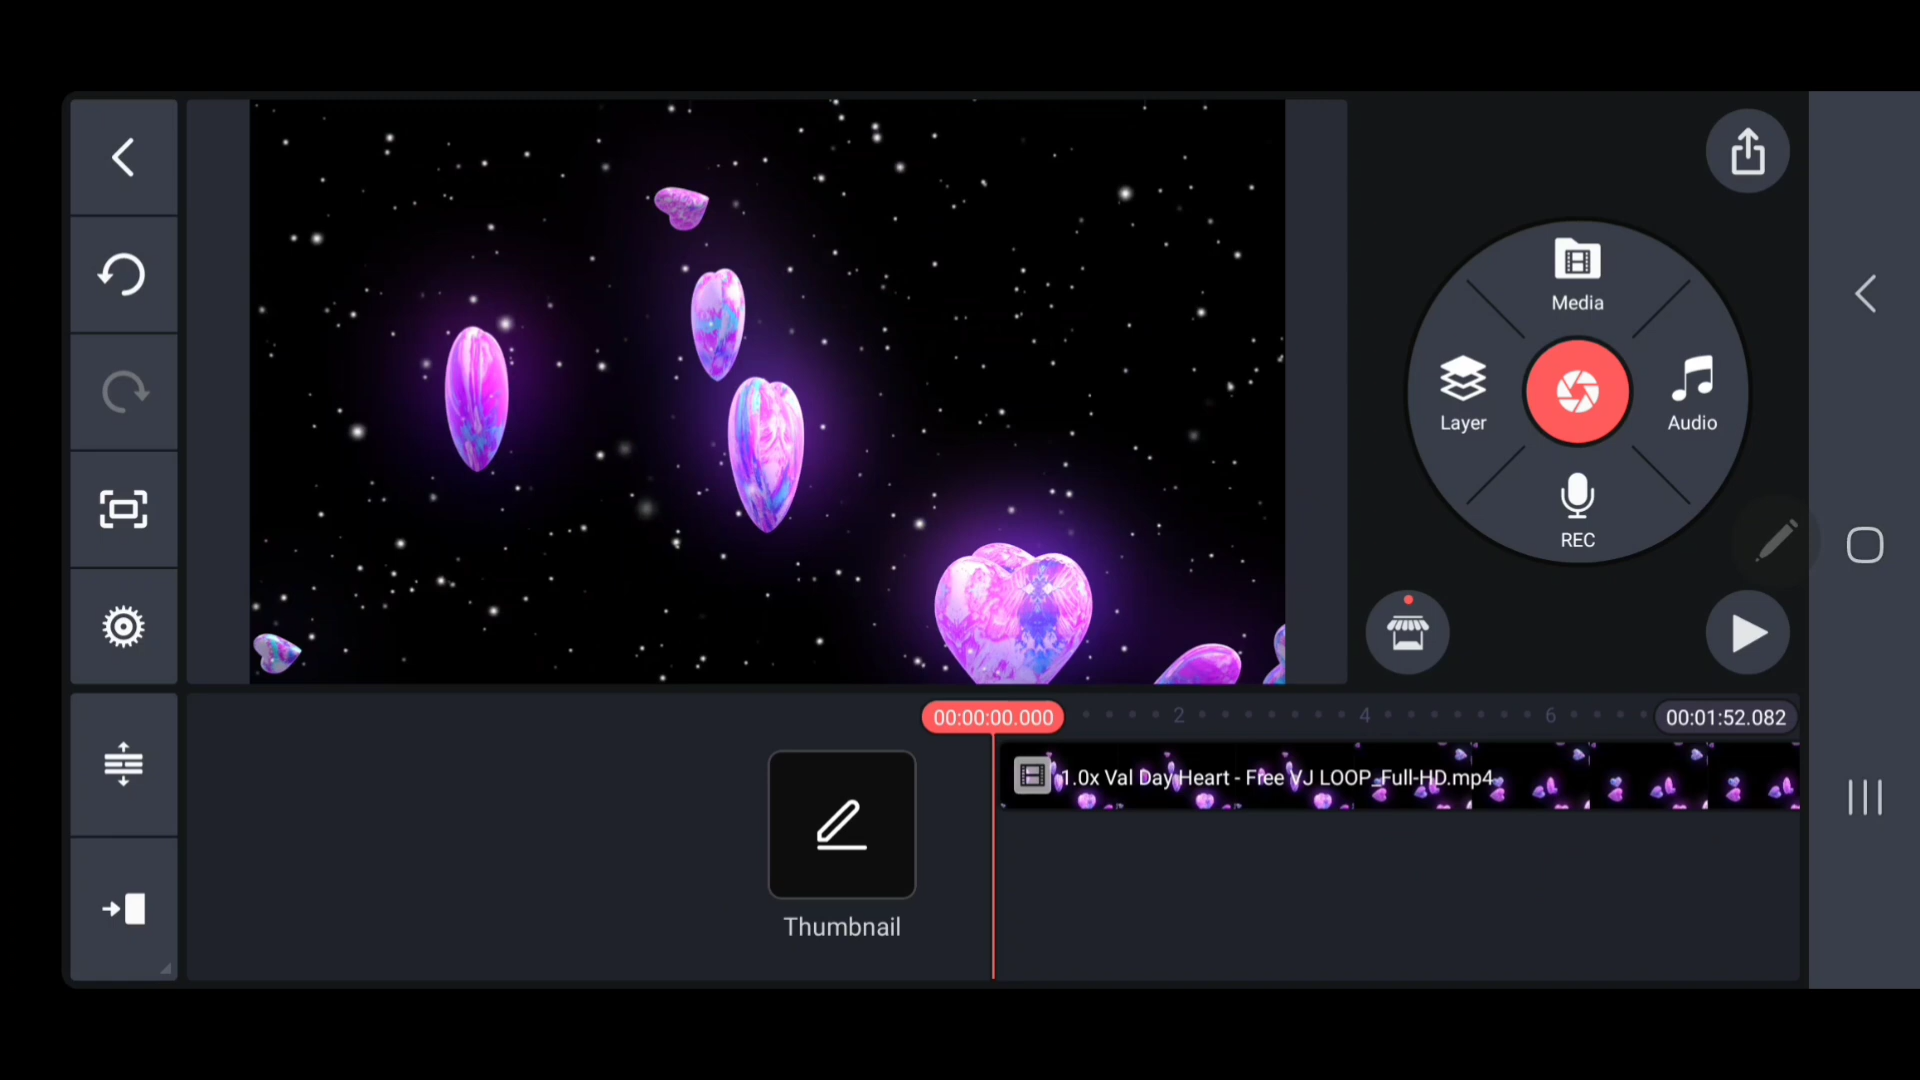 Media
Layer
Audio
REC
00:00:00.000
2
4
6
00:01:52.082
1.0x Val Day Heart - Free VJ LOOP_Full-HD.mp4
Thumbnail